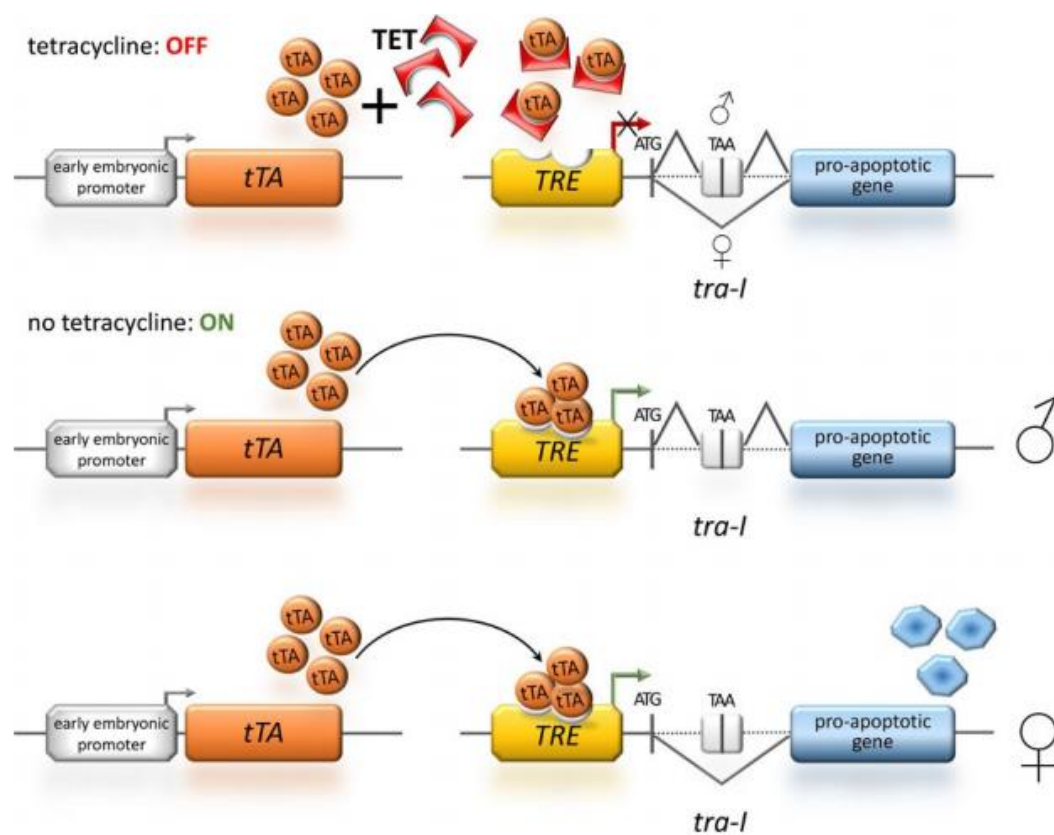 tetracycline: OFF
TET
tTA
tTA
tTA
tTA
+
tTA
tTA
tTA
early embryonic
promoter
tTA
TRE
ATG
♂
TAA
♀
pro-apoptotic
gene
tra-I
no tetracycline: ON
tTA
tTA
tTA
tTA
tTA
tTA
tTA
early embryonic
promoter
tTA
TRE
ATG
TAA
pro-apoptotic
gene
♂
tra-I
tTA
tTA
tTA
tTA
tTA
tTA
tTA
early embryonic
promoter
tTA
TRE
ATG
TAA
pro-apoptotic
gene
♀
tra-I